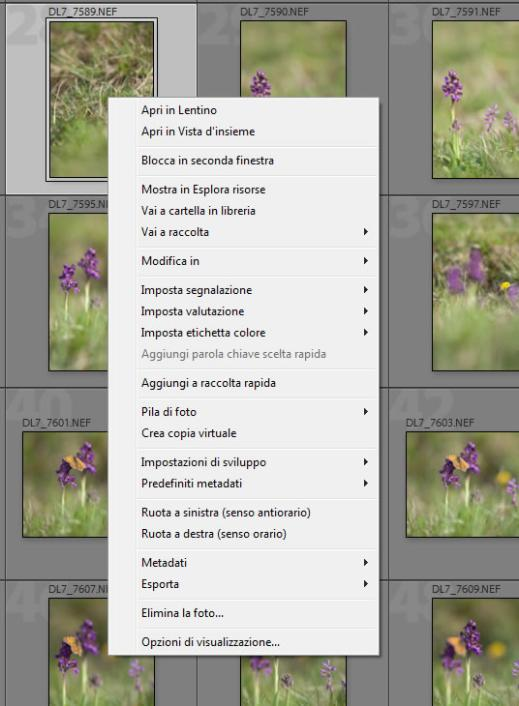 DL7_7589.NEF
DL7_7590.NEF
DL7_7591.NEF
Apri in Lentino
Apri in Vista d'insieme
Blocca in seconda finestra
Mostra in Esplora risorse
Vai a cartella in libreria
Vai a raccolta
Modifica in
Imposta segnalazione
Imposta valutazione
Imposta etichetta colore
Aggiungi parola chiave scelta rapida
Aggiungi a raccolta rapida
Pila di foto
Crea copia virtuale
Impostazioni di sviluppo
Predefiniti metadati
Ruota a sinistra (senso antiorario)
Ruota a destra (senso orario)
Metadati
Esporta
Elimina la foto...
Opzioni di visualizzazione...
DL7_7595.N
DL7_7597.NEF
DL7_7601.NEF
DL7_7603.NEF
DL7_7607.N
DL7_7609.NEF